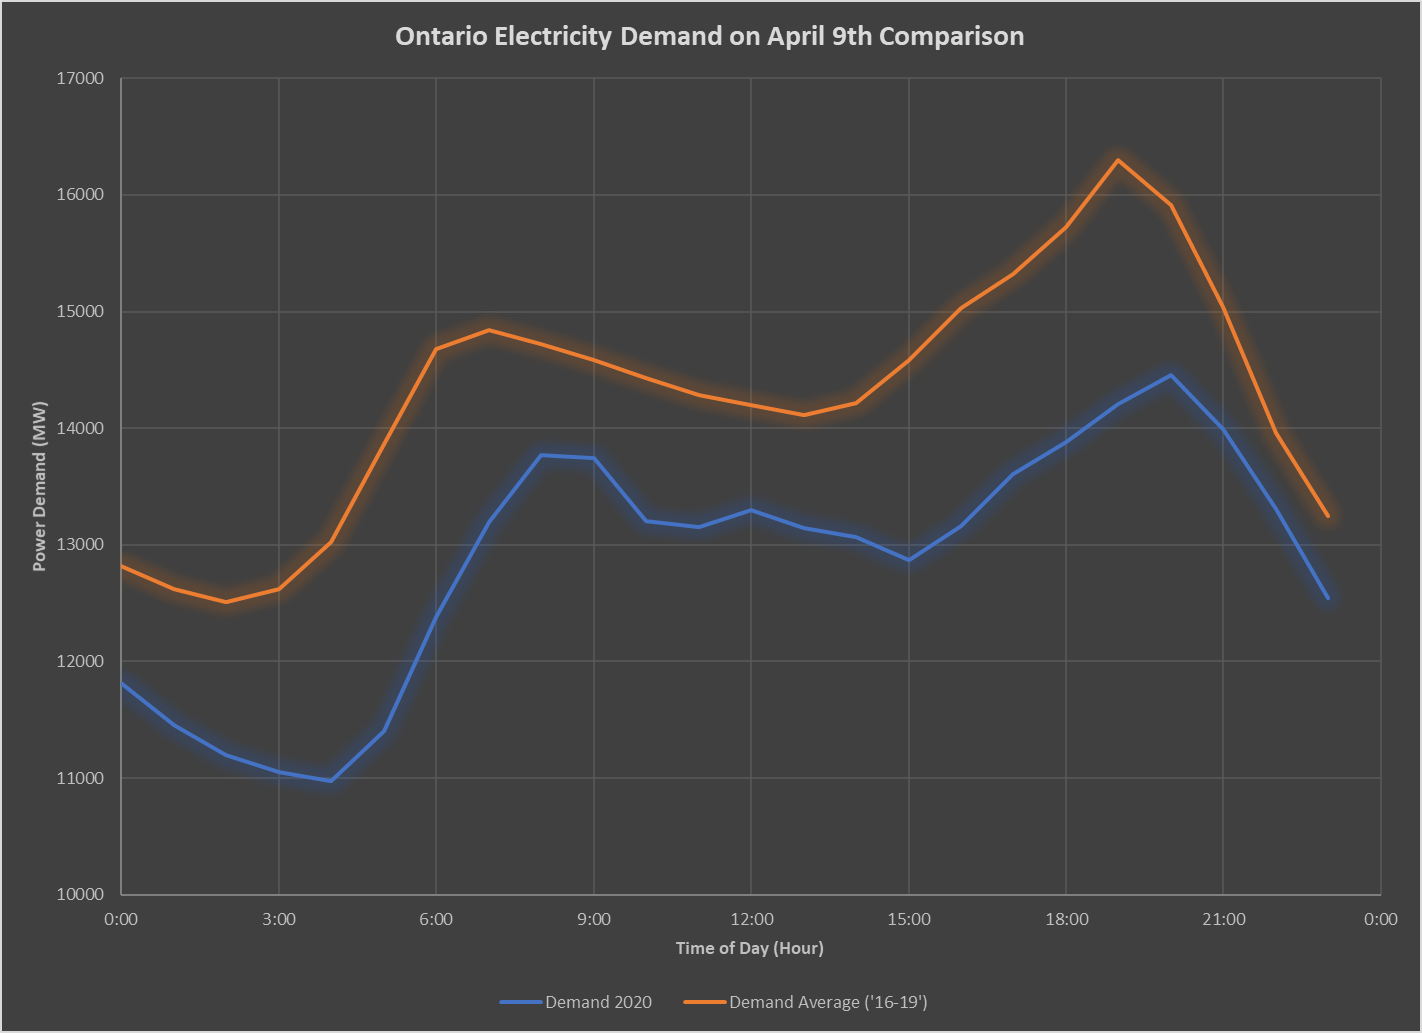 Ontario Electricity Demand on April 9th Comparison
17000
16000
15000
14000
13000
12000
11000
10000
Power Demand (MW)
0:00 3:00 6:00 9:00 12:00 15:00 18:00 21:00 0:00
Time of Day (Hour)
Demand 2020 Demand Average ('16-19')